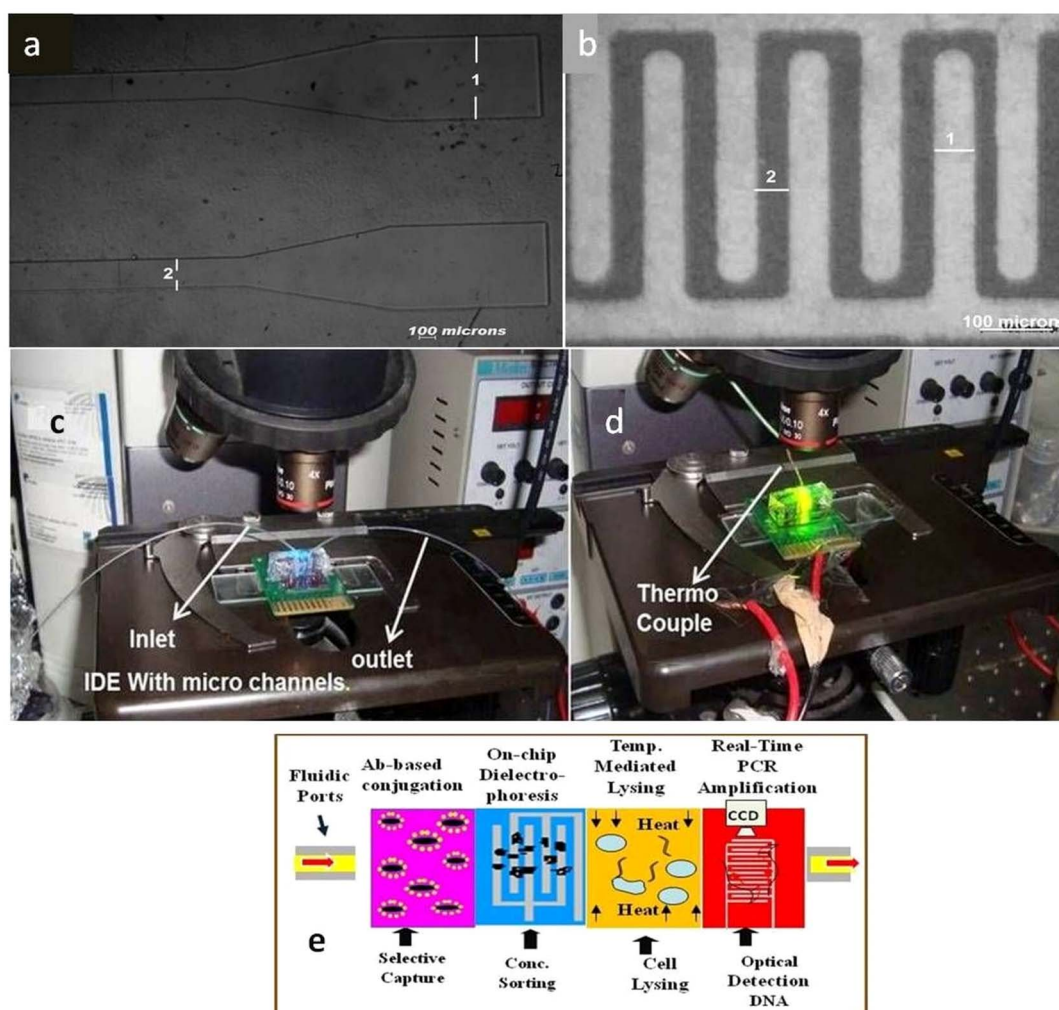 a
1
2
100 microns
b
1
2
100 micron
c
4X
Inlet
outlet
IDE With micro channels.
d
4X
Thermo
Couple
Fluidic
Ports
Ab-based
conjugation
On-chip
Dielectro-
phoresis
Temp.
Mediated
Lysing
Real-Time
PCR
Amplification
CCD
Heat
Heat
e
Selective
Capture
Conc.
Sorting
Cell
Lysing
Optical
Detection
DNA